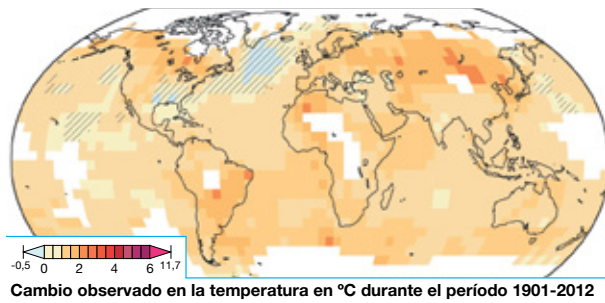 -0,5 0 2 4 6 11,7
Cambio observado en la temperatura en ºC durante el período 1901-2012